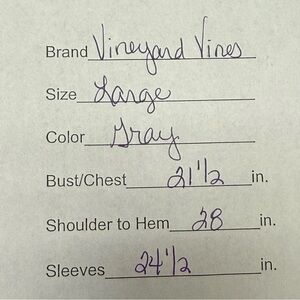 Brand Vineyard Vines
Size Large
Color Gray
Bust/Chest 21 1/2 in.
Shoulder to Hem 28 in.
Sleeves 24 1/2 in.